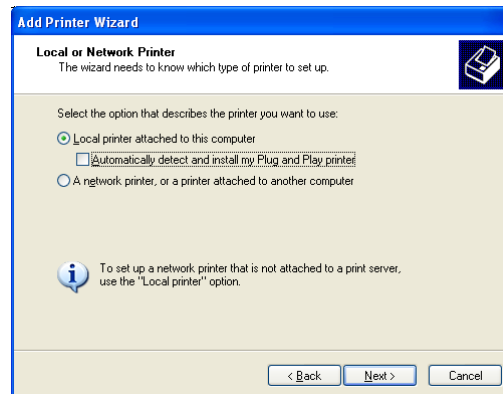 Add Printer Wizard
Local or Network Printer
The wizard needs to know which type of printer to set up.
Select the option that describes the printer you want to use:
Local printer attached to this computer
Automatically detect and install my Plug and Play printer
A network printer, or a printer attached to another computer
To set up a network printer that is not attached to a print server,
use the "Local printer" option.
< Back Next > Cancel